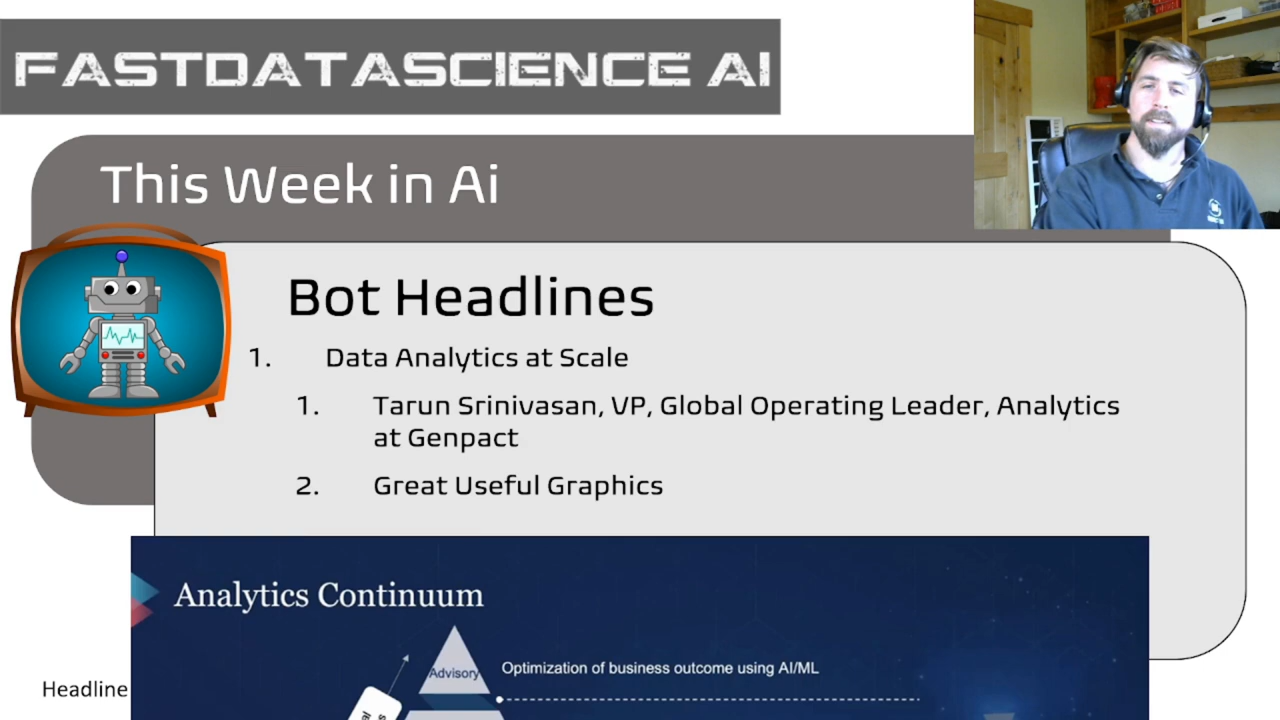 FASTDATASCIENCE AI
This Week in Ai
Bot Headlines
1. Data Analytics at Scale
1. Tarun Srinivasan, VP, Global Operating Leader, Analytics
at Genpact
2. Great Useful Graphics
Analytics Continuum
Advisory
Optimization of business outcome using AI/ML
Headline